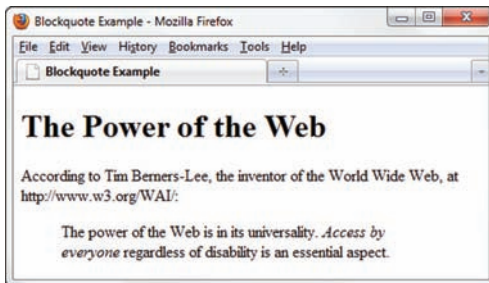 Blockquote Example - Mozilla Firefox
File Edit View History Bookmarks Tools Help
Blockquote Example
The Power of the Web
According to Tim Berners-Lee, the inventor of the World Wide Web, at
http://www.w3.org/WAI/:
The power of the Web is in its universality. Access by
everyone regardless of disability is an essential aspect.